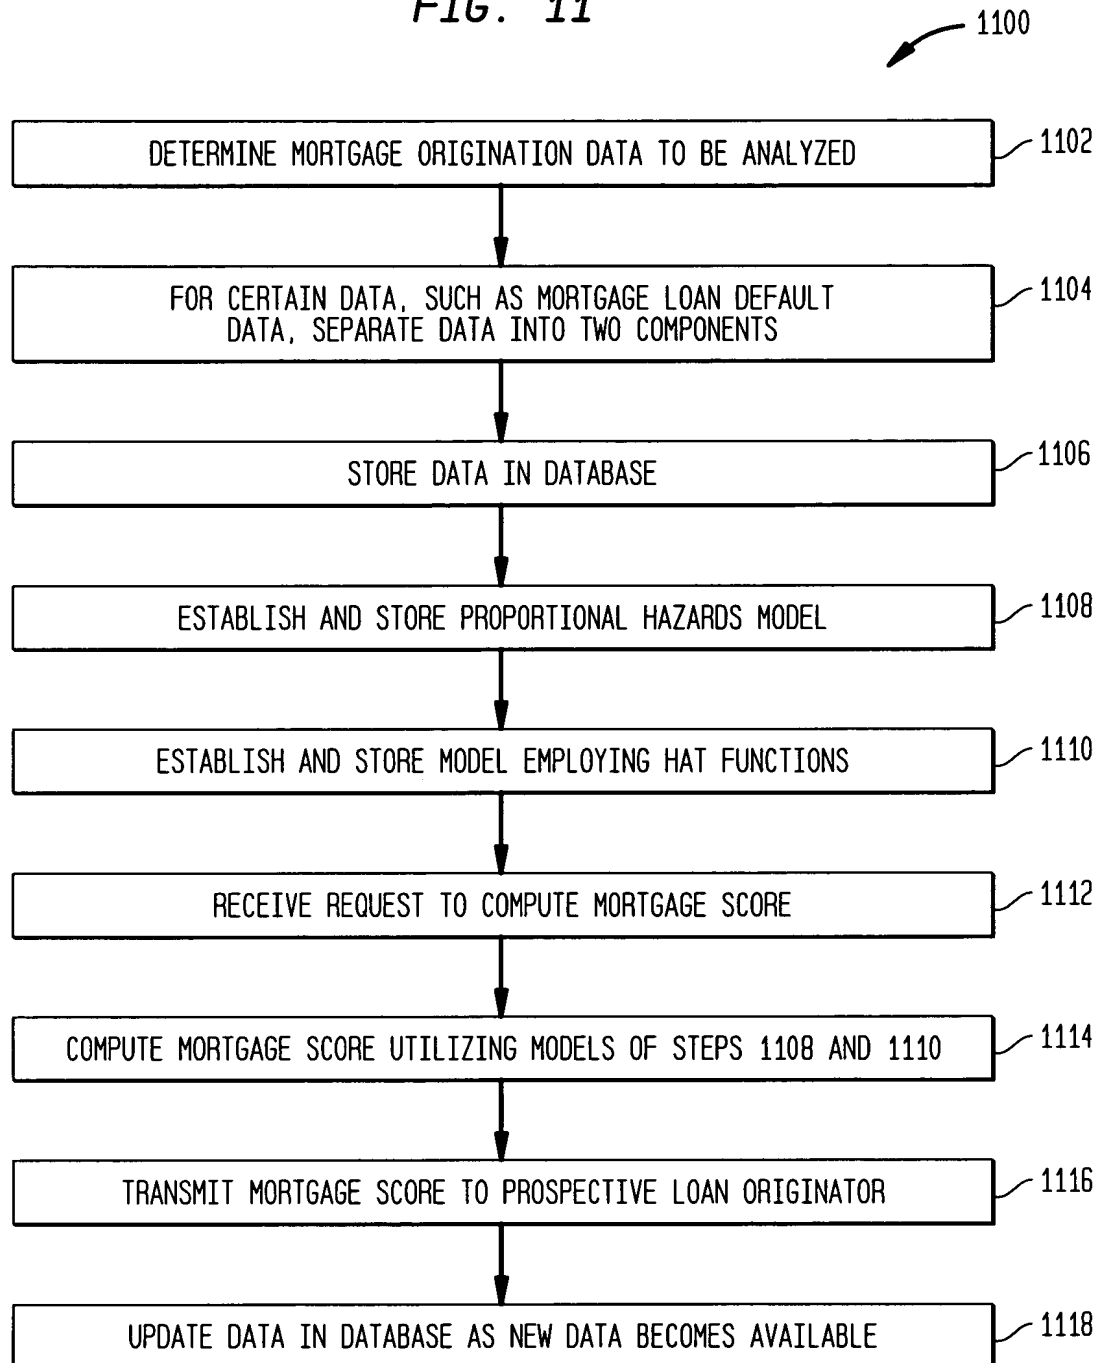 FIG. 11
1100
DETERMINE MORTGAGE ORIGINATION DATA TO BE ANALYZED
1102
FOR CERTAIN DATA, SUCH AS MORTGAGE LOAN DEFAULT
DATA, SEPARATE DATA INTO TWO COMPONENTS
1104
STORE DATA IN DATABASE
1106
ESTABLISH AND STORE PROPORTIONAL HAZARDS MODEL
1108
ESTABLISH AND STORE MODEL EMPLOYING HAT FUNCTIONS
1110
RECEIVE REQUEST TO COMPUTE MORTGAGE SCORE
1112
COMPUTE MORTGAGE SCORE UTILIZING MODELS OF STEPS 1108 AND 1110
1114
TRANSMIT MORTGAGE SCORE TO PROSPECTIVE LOAN ORIGINATOR
1116
UPDATE DATA IN DATABASE AS NEW DATA BECOMES AVAILABLE
1118